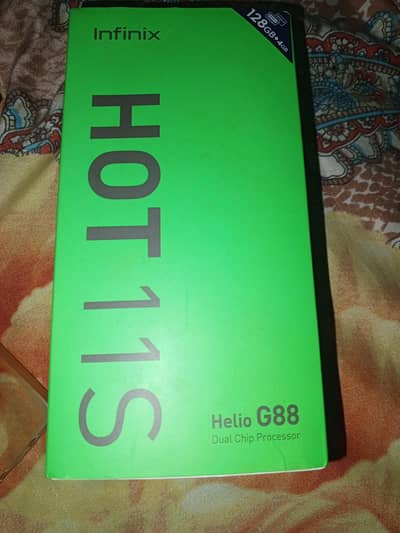 Infinix
128GB+4GB
HOT 11S
Helio G88
Dual Chip Processor